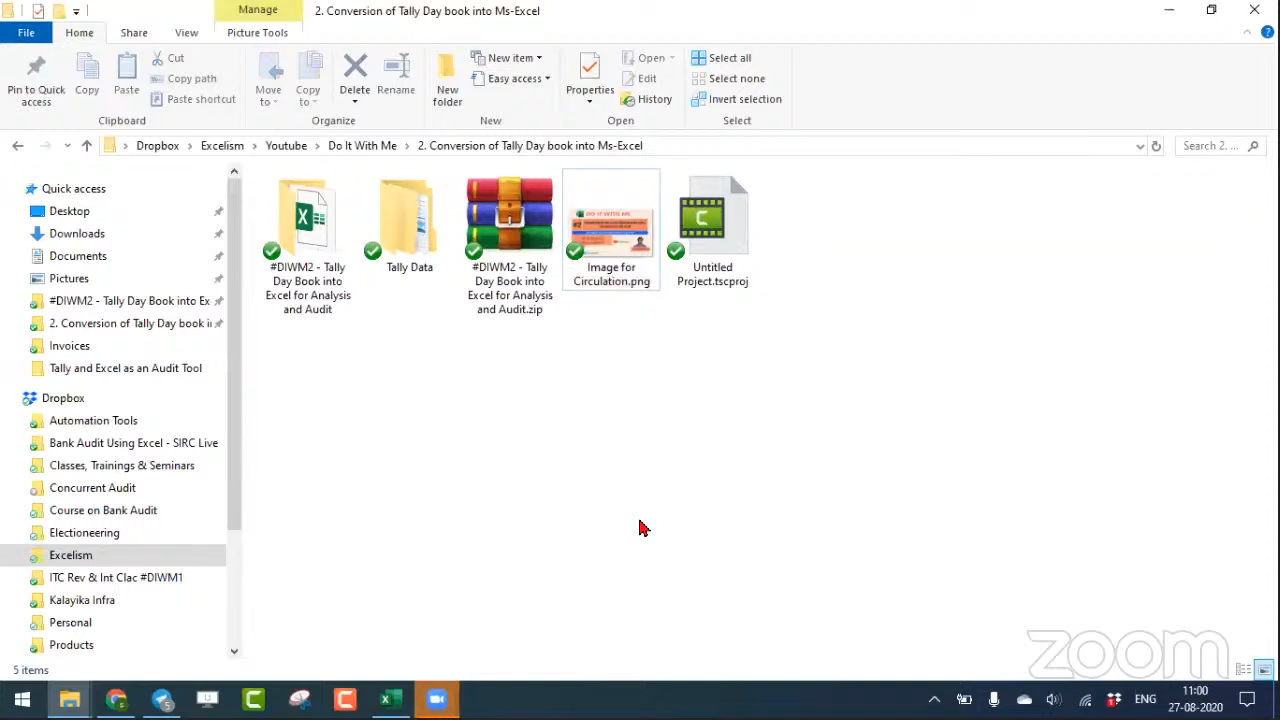 Manage
2. Conversion of Tally Day book into Ms-Excel
File
Home
Share
View
Picture Tools
Pin to Quick access
Copy
Paste
Cut
Copy path
Paste shortcut
Clipboard
Move to
Copy to
Delete
Rename
Organize
New folder
New item
Easy access
New
Properties
Open
Edit
History
Open
Select all
Select none
Invert selection
Select
Dropbox
Excelism
Youtube
Do It With Me
2. Conversion of Tally Day book into Ms-Excel
Search 2. ...
Quick access
Desktop
Downloads
Documents
Pictures
#DIWM2 - Tally Day Book into Ex
2. Conversion of Tally Day book i
Invoices
Tally and Excel as an Audit Tool
Dropbox
Automation Tools
Bank Audit Using Excel - SIRC Live
Classes, Trainings & Seminars
Concurrent Audit
Course on Bank Audit
Electioneering
Excelism
ITC Rev & Int Clac #DIWM1
Kalayika Infra
Personal
Products
#DIWM2 - Tally
Day Book into
Excel for Analysis
and Audit
Tally Data
#DIWM2 - Tally
Day Book into
Excel for Analysis
and Audit.zip
DO IT WITH ME
#2
Image for
Circulation.png
Untitled
Project.tscproj
5 items
zoom
ENG
11:00
27-08-2020